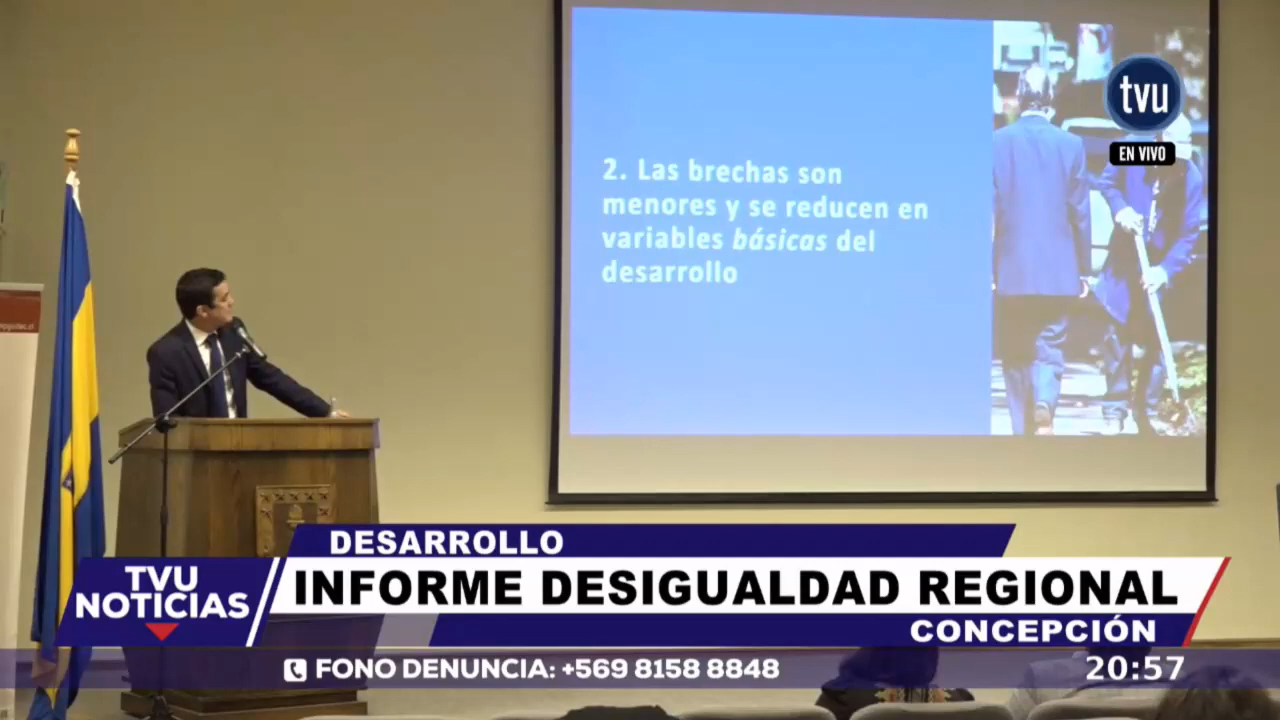 tvu
EN VIVO
2. Las brechas son
menores y se reducen en
variables básicas del
desarrollo
DESARROLLO
TVU
NOTICIAS
INFORME DESIGUALDAD REGIONAL
CONCEPCIÓN
FONO DENUNCIA: +569 8158 8848
20:57